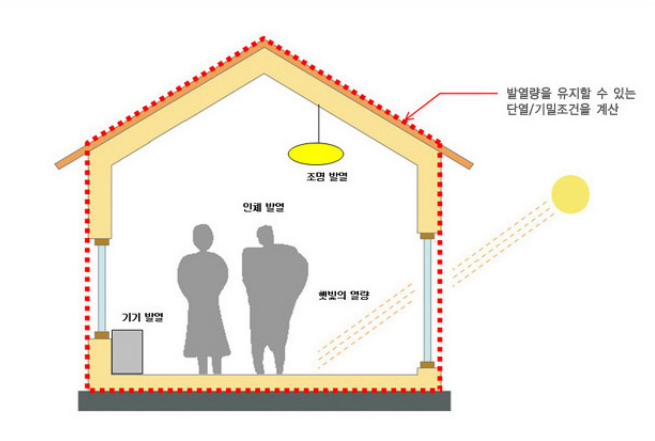 발열량을 유지할 수 있는
단열/기밀조건을 계산
조명 발열
인체 발열
햇빛의 열량
기기 발열